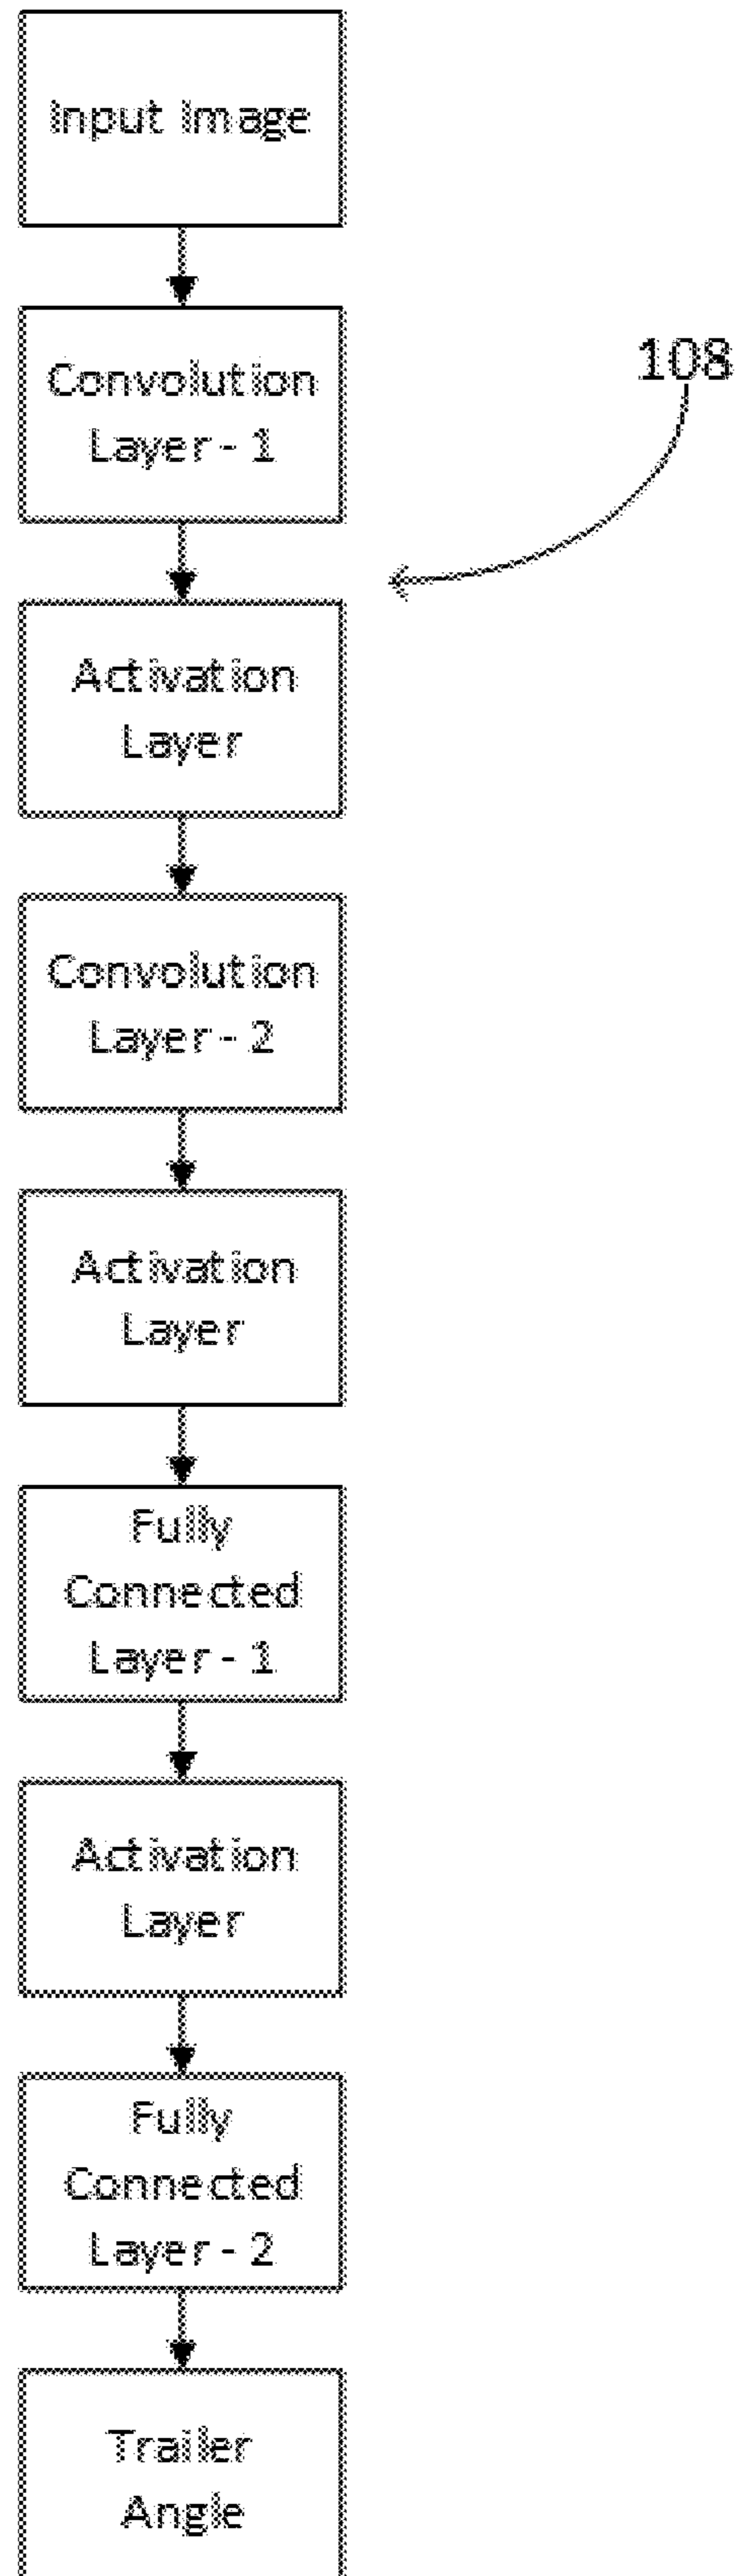 Input Image
Convolution
Layer - 1
108
Activation
Layer
Convolution
Layer - 2
Activation
Layer
Fully
Connected
Layer - 1
Activation
Layer
Fully
Connected
Layer - 2
Trailer
Angle